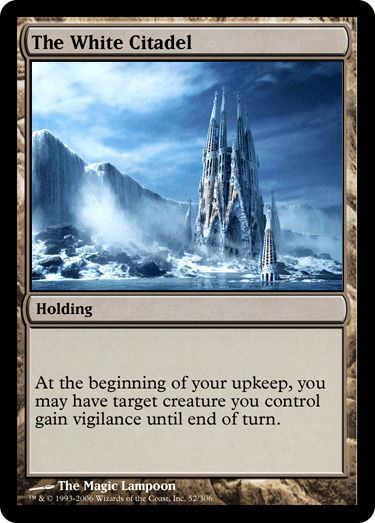 The White Citadel
Holding
At the beginning of your upkeep, you
may have target creature you control
gain vigilance until end of turn.
The Magic Lampoon
™ & © 1993-2006 Wizards of the Coast, Inc. 52/306